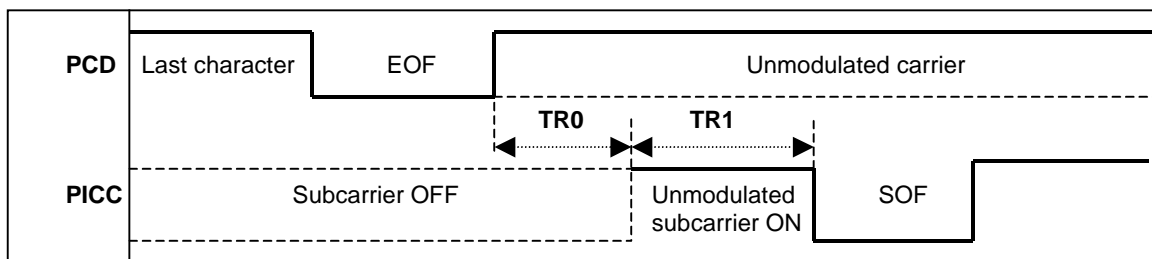 PCD Last character EOF Unmodulated carrier
TR0 TR1
PICC Subcarrier OFF Unmodulated SOF
subcarrier ON